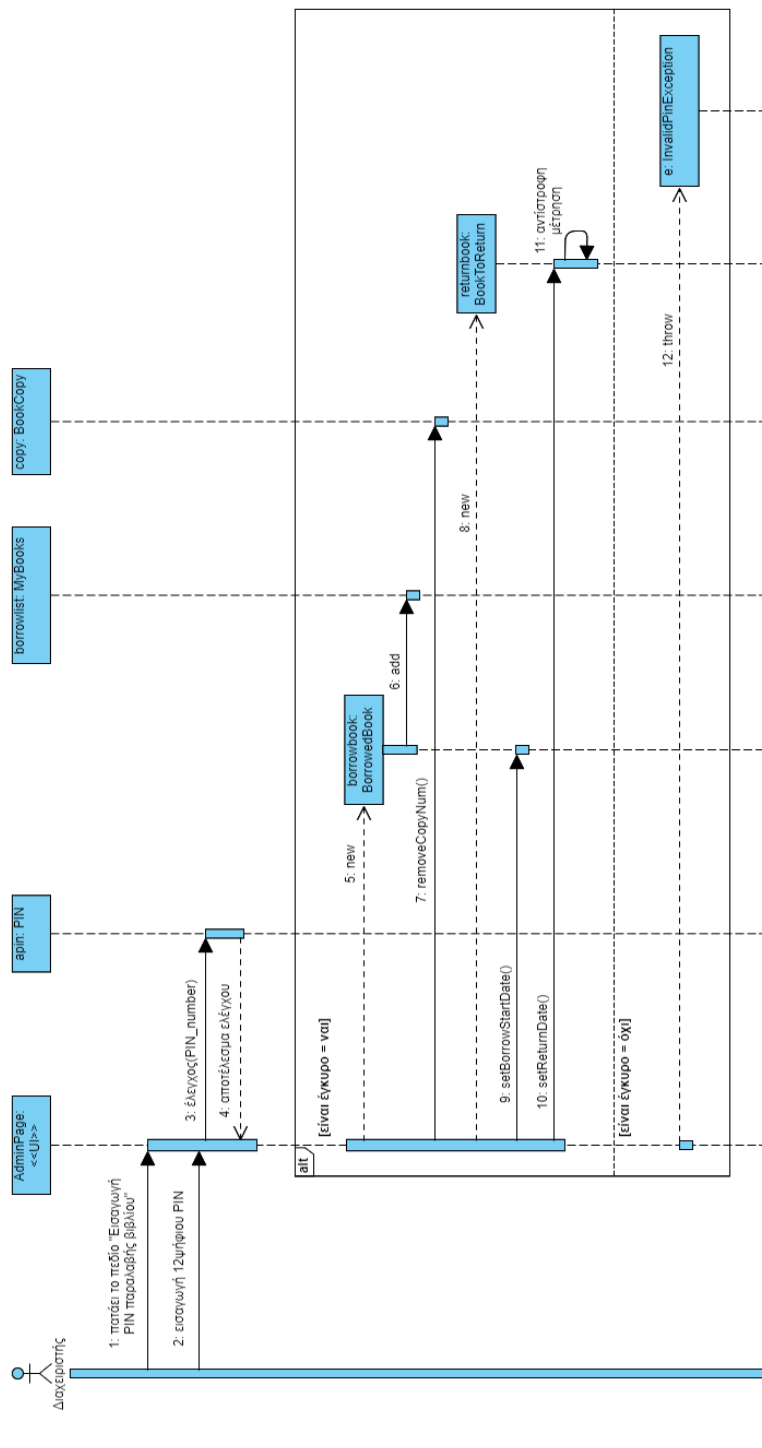 Διαχειριστής
AdminPage:
<<UI>>
apin: PIN
borrowlist: MyBooks
copy: BookCopy
1: πατάει το πεδίο "Εισαγωγή
PIN παραλαβής βιβλίου"
2: εισαγωγή 12ψήφιου PIN
3: έλεγχος(PIN_number)
4: αποτέλεσμα ελέγχου
alt
[είναι έγκυρο = ναι]
5: new
borrowbook:
BorrowedBook
6: add
7: removeCopyNum()
8: new
returnbook:
BookToReturn
9: setBorrowStartDate()
10: setReturnDate()
11: αντίστροφη
μέτρηση
[είναι έγκυρο = όχι]
12: throw
e: InvalidPinException